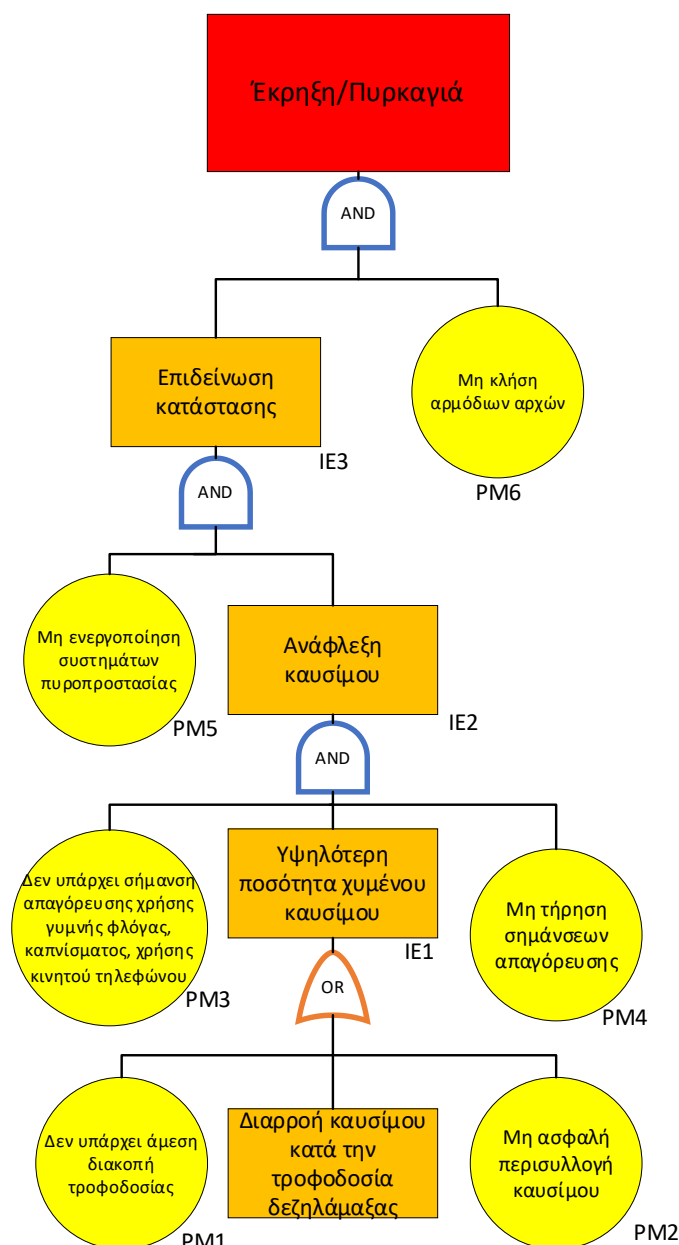 Έκρηξη/Πυρκαγιά
AND
Επιδείνωση
κατάστασης
IE3
Μη κλήση
αρμόδιων αρχών
PM6
AND
Μη ενεργοποίηση
συστημάτων
πυροπροστασίας
PM5
Ανάφλεξη
καυσίμου
IE2
AND
Δεν υπάρχει σήμανση
απαγόρευσης χρήσης
γυμνής φλόγας,
καπνίσματος, χρήσης
κινητού τηλεφώνου
PM3
Υψηλότερη
ποσότητα χυμένου
καυσίμου
IE1
Μη τήρηση
σημάνσεων
απαγόρευσης
PM4
OR
Δεν υπάρχει άμεση
διακοπή
τροφοδοσίας
PM1
Διαρροή καυσίμου
κατά την
τροφοδοσία
δεζηλάμαξας
Μη ασφαλή
περισυλλογή
καυσίμου
PM2